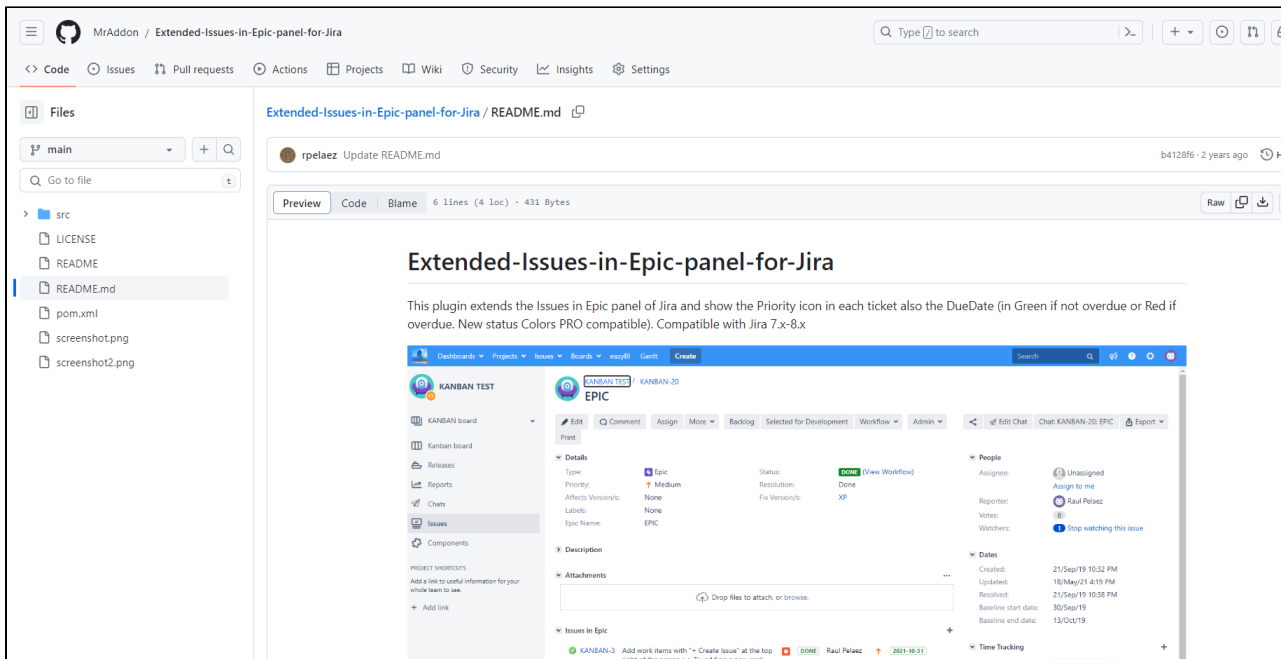 MrAddon / Extended-Issues-in-Epic-panel-for-Jira
Type / to search
Code Issues Pull requests Actions Projects Wiki Security Insights Settings
Files
Extended-Issues-in-Epic-panel-for-Jira / README.md
main
rpelaez Update README.md
b4128f6 · 2 years ago
Go to file t
Preview Code Blame 6 lines (4 loc) · 431 Bytes
Raw
src
LICENSE
README
README.md
pom.xml
screenshot.png
screenshot2.png
Extended-Issues-in-Epic-panel-for-Jira
This plugin extends the Issues in Epic panel of Jira and show the Priority icon in each ticket also the DueDate (in Green if not overdue or Red if
overdue. New status Colors PRO compatible). Compatible with Jira 7.x-8.x
Dashboards Projects Issues Boards eazyBI Gantt Create
Search
KANBAN TEST
KANBAN board
Kanban board
Releases
Reports
Chats
Issues
Components
PROJECT SHORTCUTS
Add a link to useful information for your
whole team to see.
+ Add link
KANBAN TEST / KANBAN-20
EPIC
Edit Comment Assign More Backlog Selected for Development Workflow Admin
Edit Chat Chat: KANBAN-20: EPIC Export
Print
Details
Type: Epic
Status: DONE (View Workflow)
Priority: Medium
Resolution: Done
Affects Version/s: None
Fix Version/s: XP
Labels: None
Epic Name: EPIC
Description
Attachments
Drop files to attach, or browse.
Issues in Epic
KANBAN-3 Add work items with "+ Create Issue" at the top
DONE Raul Pelaez 2021-10-31
People
Assignee: Unassigned
Assign to me
Reporter: Raul Pelaez
Votes: 0
Watchers: 1 Stop watching this issue
Dates
Created: 21/Sep/19 10:32 PM
Updated: 18/May/21 4:19 PM
Resolved: 21/Sep/19 10:38 PM
Baseline start date: 30/Sep/19
Baseline end date: 13/Oct/19
Time Tracking